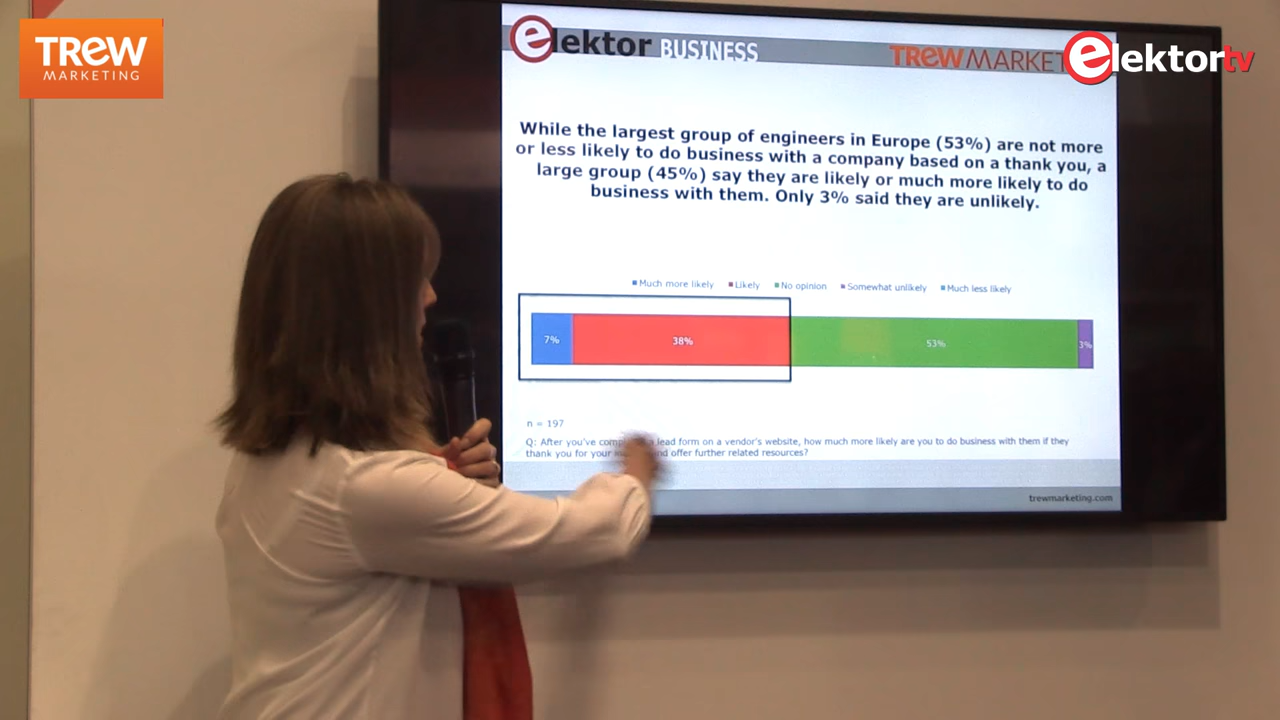 TREW
MARKETING
elektor BUSINESS
TREW MARKET
elektortv
While the largest group of engineers in Europe (53%) are not more
or less likely to do business with a company based on a thank you, a
large group (45%) say they are likely or much more likely to do
business with them. Only 3% said they are unlikely.
Much more likely Likely No opinion Somewhat unlikely Much less likely
7% 38% 53% 3%
n = 197
Q: After you've lead form on a vendor's website, how much more likely are you to do business with them if they
thank you for your and offer further related resources?
trewmarketing.com